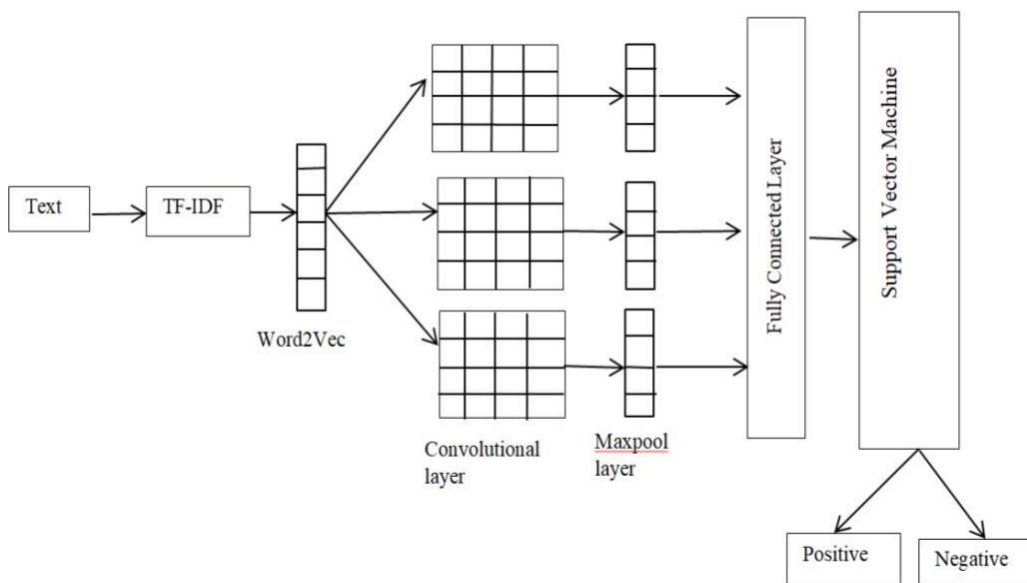 Text
TF-IDF
Word2Vec
Convolutional
layer
Maxpool
layer
Fully Connected Layer
Support Vector Machine
Positive
Negative